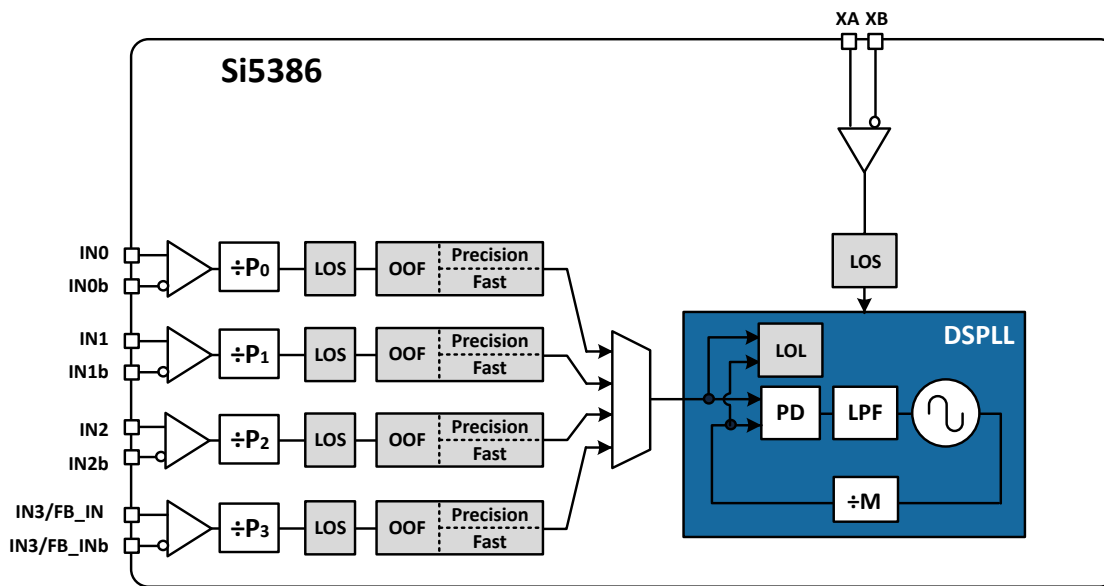 XA XB
Si5386
LOS
IN0
IN0b
÷P0
LOS
OOF
Precision
Fast
IN1
IN1b
÷P1
LOS
OOF
Precision
Fast
IN2
IN2b
÷P2
LOS
OOF
Precision
Fast
IN3/FB_IN
IN3/FB_INb
÷P3
LOS
OOF
Precision
Fast
DSPLL
LOL
PD
LPF
÷M